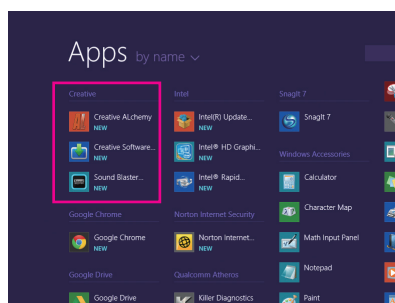 Apps by name
Creative
Creative ALchemy
NEW
Creative Software...
NEW
Sound Blaster...
NEW
Google Chrome
Google Chrome
NEW
Google Drive
Google Drive
Intel
Intel(R) Update...
NEW
Intel® HD Graphi...
NEW
Intel® Rapid...
NEW
Norton Internet Security
Norton Internet...
NEW
Qualcomm Atheros
Killer Diagnostics
SnagIt 7
SnagIt 7
Windows Accessories
Calculator
Character Map
Math Input Panel
Notepad
Paint